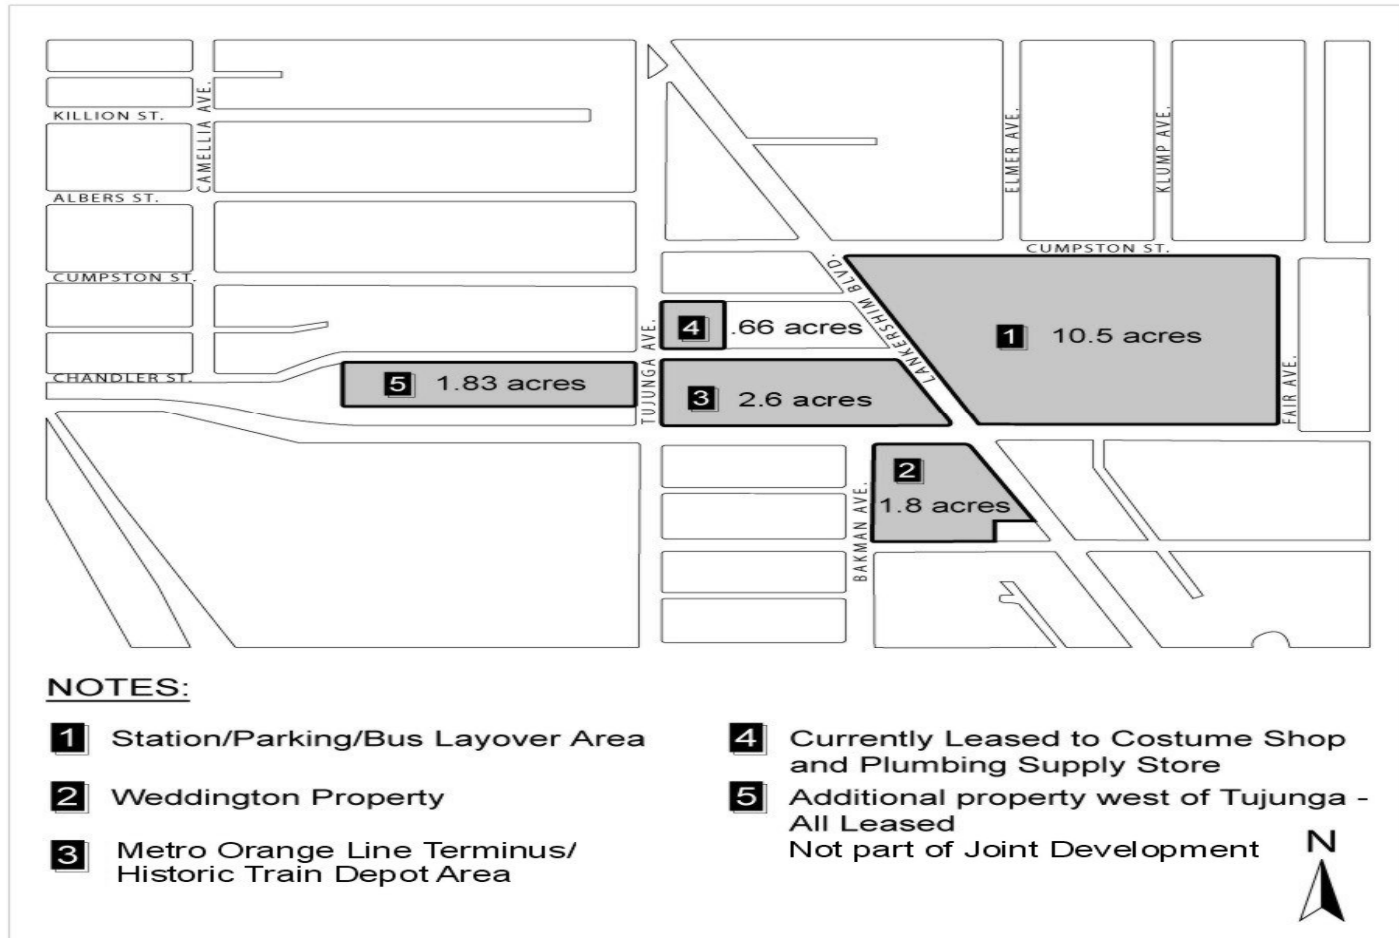 CAMELLIA AVE.
KILLION ST.
ELMER AVE.
KLUMP AVE.
ALBERS ST.
CUMPSTON ST.
CUMPSTON ST.
LANKERSHIM BLVD.
4 .66 acres
1 10.5 acres
TUJUNGA AVE.
CHANDLER ST.
5 1.83 acres
3 2.6 acres
FAIR AVE.
2
1.8 acres
BAKMAN AVE.
NOTES:
1 Station/Parking/Bus Layover Area
2 Weddington Property
3 Metro Orange Line Terminus/
Historic Train Depot Area
4 Currently Leased to Costume Shop
and Plumbing Supply Store
5 Additional property west of Tujunga -
All Leased
Not part of Joint Development
N